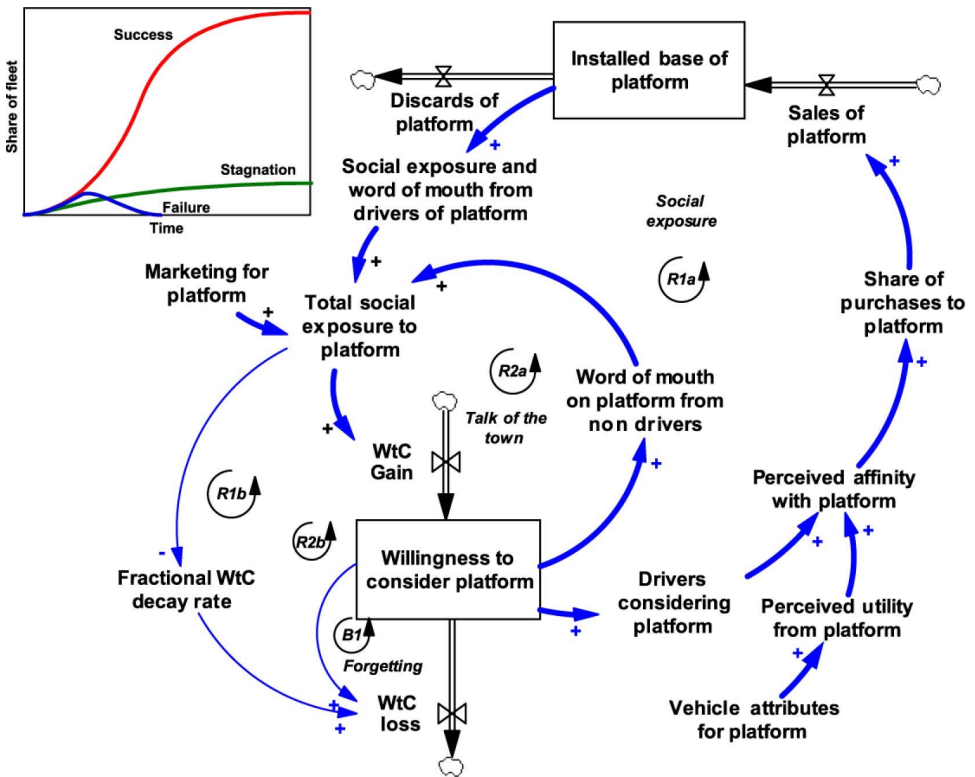 Share of fleet
Success
Stagnation
Failure
Time
Installed base of
platform
Discards of
platform
Sales of
platform
+
+
Social exposure and
word of mouth from
drivers of platform
Social
exposure
R1a
+
+
Marketing for
platform
+
Total social
exposure to
platform
Share of
purchases to
platform
+
R2a
Talk of the
town
Word of mouth
on platform from
non drivers
+
WtC
Gain
+
Perceived affinity
with platform
R1b
R2b
+
+
-
Fractional WtC
decay rate
Willingness to
consider platform
Drivers
considering
platform
+
Perceived utility
from platform
B1
Forgetting
+
+
+
WtC
loss
Vehicle attributes
for platform